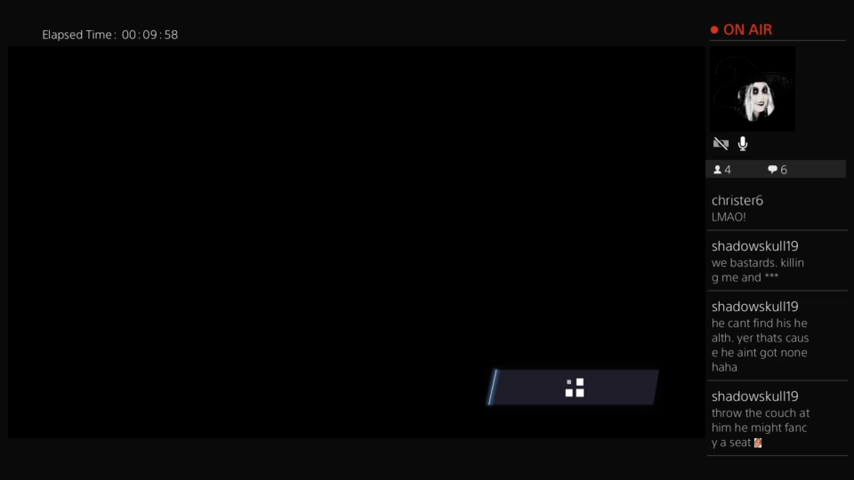 Elapsed Time: 00:09:58
ON AIR
4 6
christer6
LMAO!
shadowskull19
we bastards. killin
g me and ***
shadowskull19
he cant find his he
alth. yer thats caus
e he aint got none
haha
shadowskull19
throw the couch at
him he might fanc
y a seat